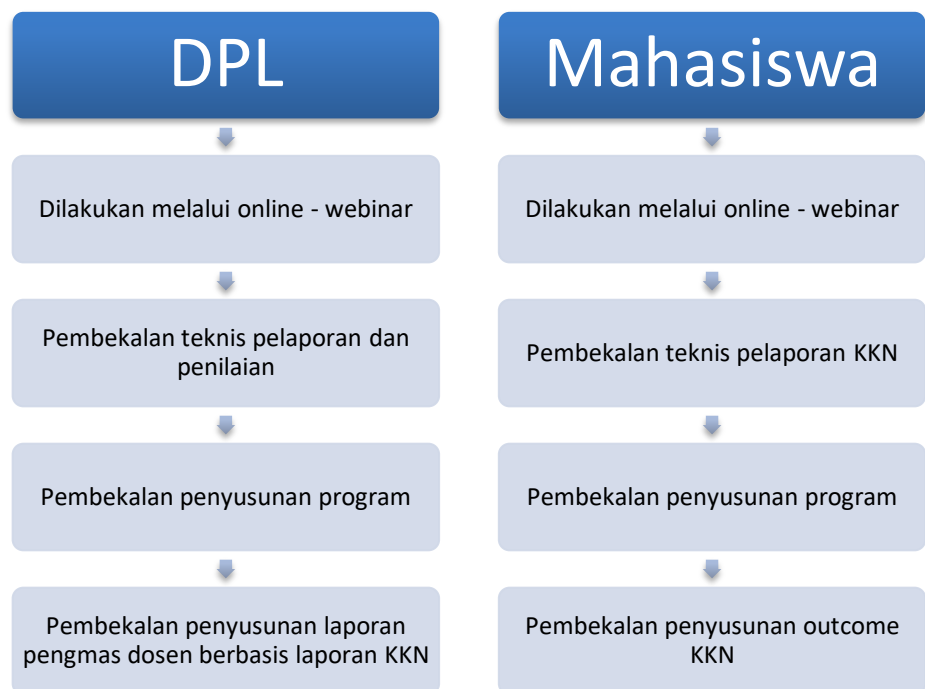 DPL
Dilakukan melalui online - webinar
Pembekalan teknis pelaporan dan
penilaian
Pembekalan penyusunan program
Pembekalan penyusunan laporan
pengmas dosen berbasis laporan KKN
Mahasiswa
Dilakukan melalui online - webinar
Pembekalan teknis pelaporan KKN
Pembekalan penyusunan program
Pembekalan penyusunan outcome
KKN